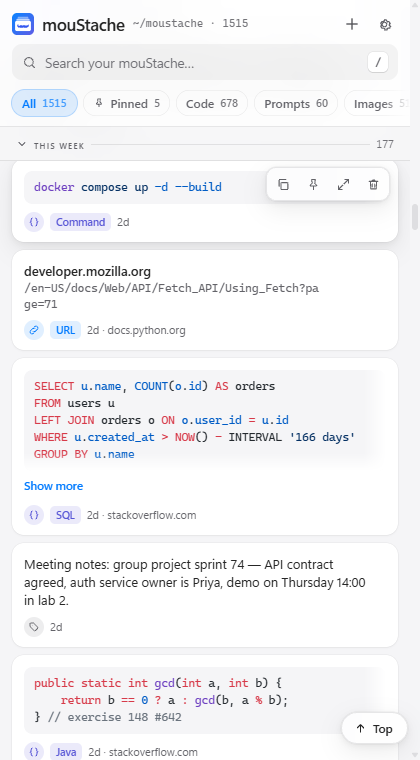 mouStache ~/moustache · 1515
Search your mouStache... /
All 1515 Pinned 5 Code 678 Prompts 60 Images
THIS WEEK 177
docker compose up -d --build
{} Command 2d
developer.mozilla.org
/en-US/docs/Web/API/Fetch_API/Using_Fetch?pa
ge=71
URL 2d · docs.python.org
SELECT u.name, COUNT(o.id) AS orders
FROM users u
LEFT JOIN orders o ON o.user_id = u.id
WHERE u.created_at > NOW() - INTERVAL '166 days'
GROUP BY u.name
Show more
{} SQL 2d · stackoverflow.com
Meeting notes: group project sprint 74 — API contract
agreed, auth service owner is Priya, demo on Thursday 14:00
in lab 2.
2d
public static int gcd(int a, int b) {
return b == 0 ? a : gcd(b, a % b);
} // exercise 148 #642
Top
{} Java 2d · stackoverflow.com